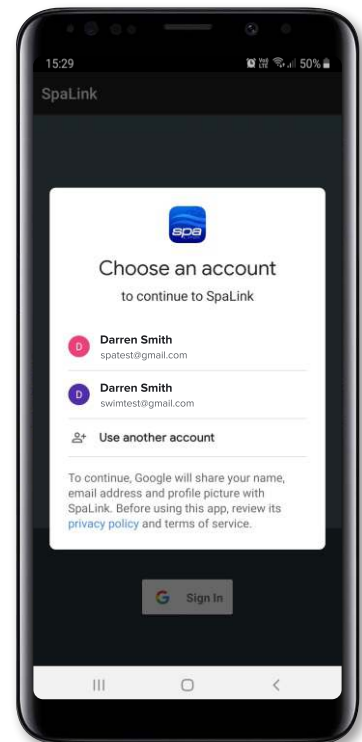 15:29
50%
SpaLink
spa
Choose an account
to continue to SpaLink
D
Darren Smith
spatest@gmail.com
D
Darren Smith
swimtest@gmail.com
Use another account
To continue, Google will share your name,
email address and profile picture with
SpaLink. Before using this app, review its
privacy policy and terms of service.
G Sign In